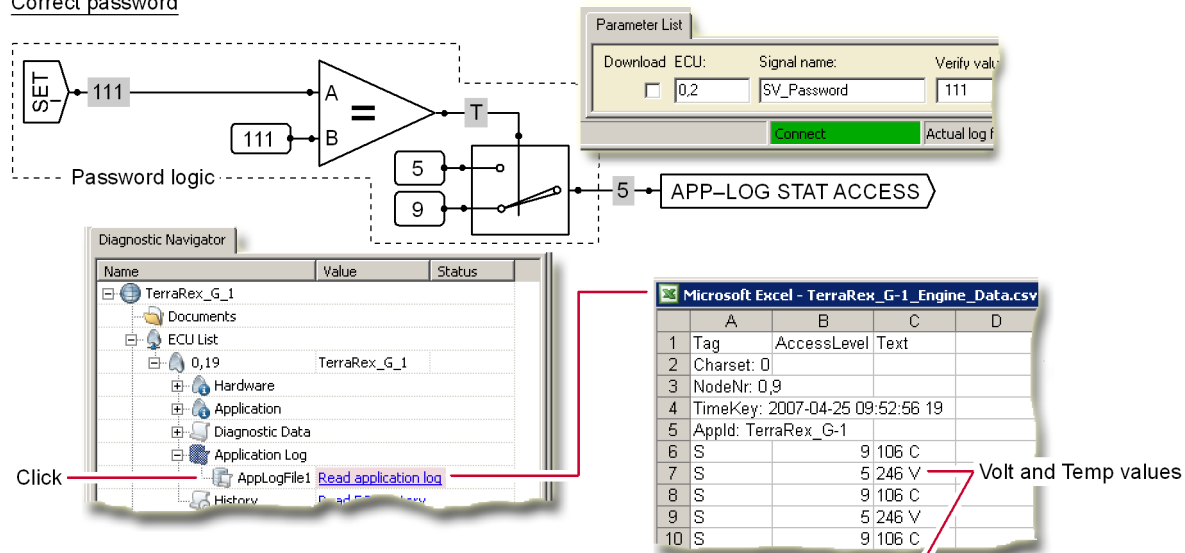 Correct password
Parameter List
Download ECU: Signal name:
0,2 SV_Password 111
Connect Actual log
SET
111
A
=
T
111
B
Password logic
5
9
5
APP–LOG STAT ACCESS
Diagnostic Navigator
Name Value Status
TerraRex_G_1
Documents
ECU List
0,19 TerraRex_G_1
Hardware
Application
Diagnostic Data
Application Log
Click
AppLogFile1 Read application log
History
Microsoft Excel - TerraRex_G-1_Engine_Data.csv
A B C D
1 Tag AccessLevel Text
2 Charset: 0
3 NodeNr: 0,9
4 TimeKey: 2007-04-25 09:52:56 19
5 AppId: TerraRex_G-1
6 S 9 106 C
7 S 5 246 V
Volt and Temp values
8 S 9 106 C
9 S 5 246 V
10 S 9 106 C